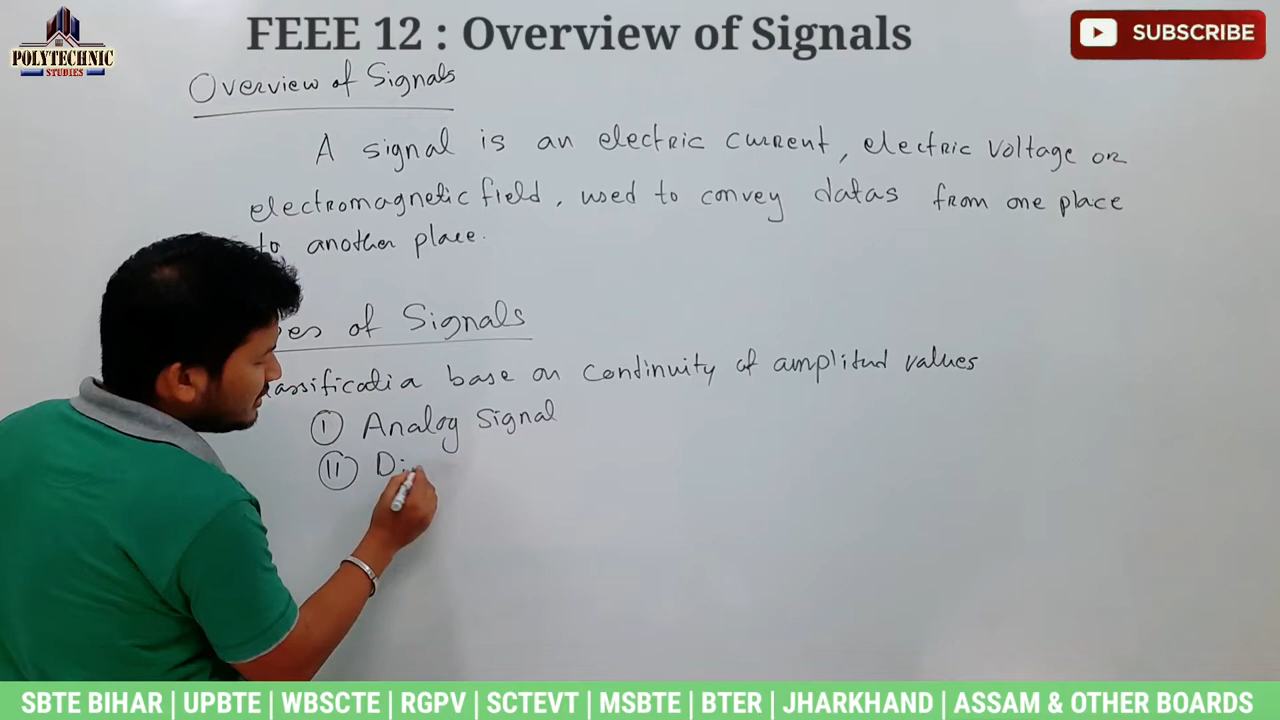 FEEE 12 : Overview of Signals
SUBSCRIBE
POLYTECHNIC
STUDIES
Overview of Signals
A signal is an electric current, electric voltage or
electromagnetic field, used to convey datas from one place
to another place.
of Signals
base on continuity of amplitud values
I Analog Signal
II Di
SBTE BIHAR | UPBTE | WBSCTE | RGPV | SCTEVT | MSBTE | BTER | JHARKHAND | ASSAM & OTHER BOARDS